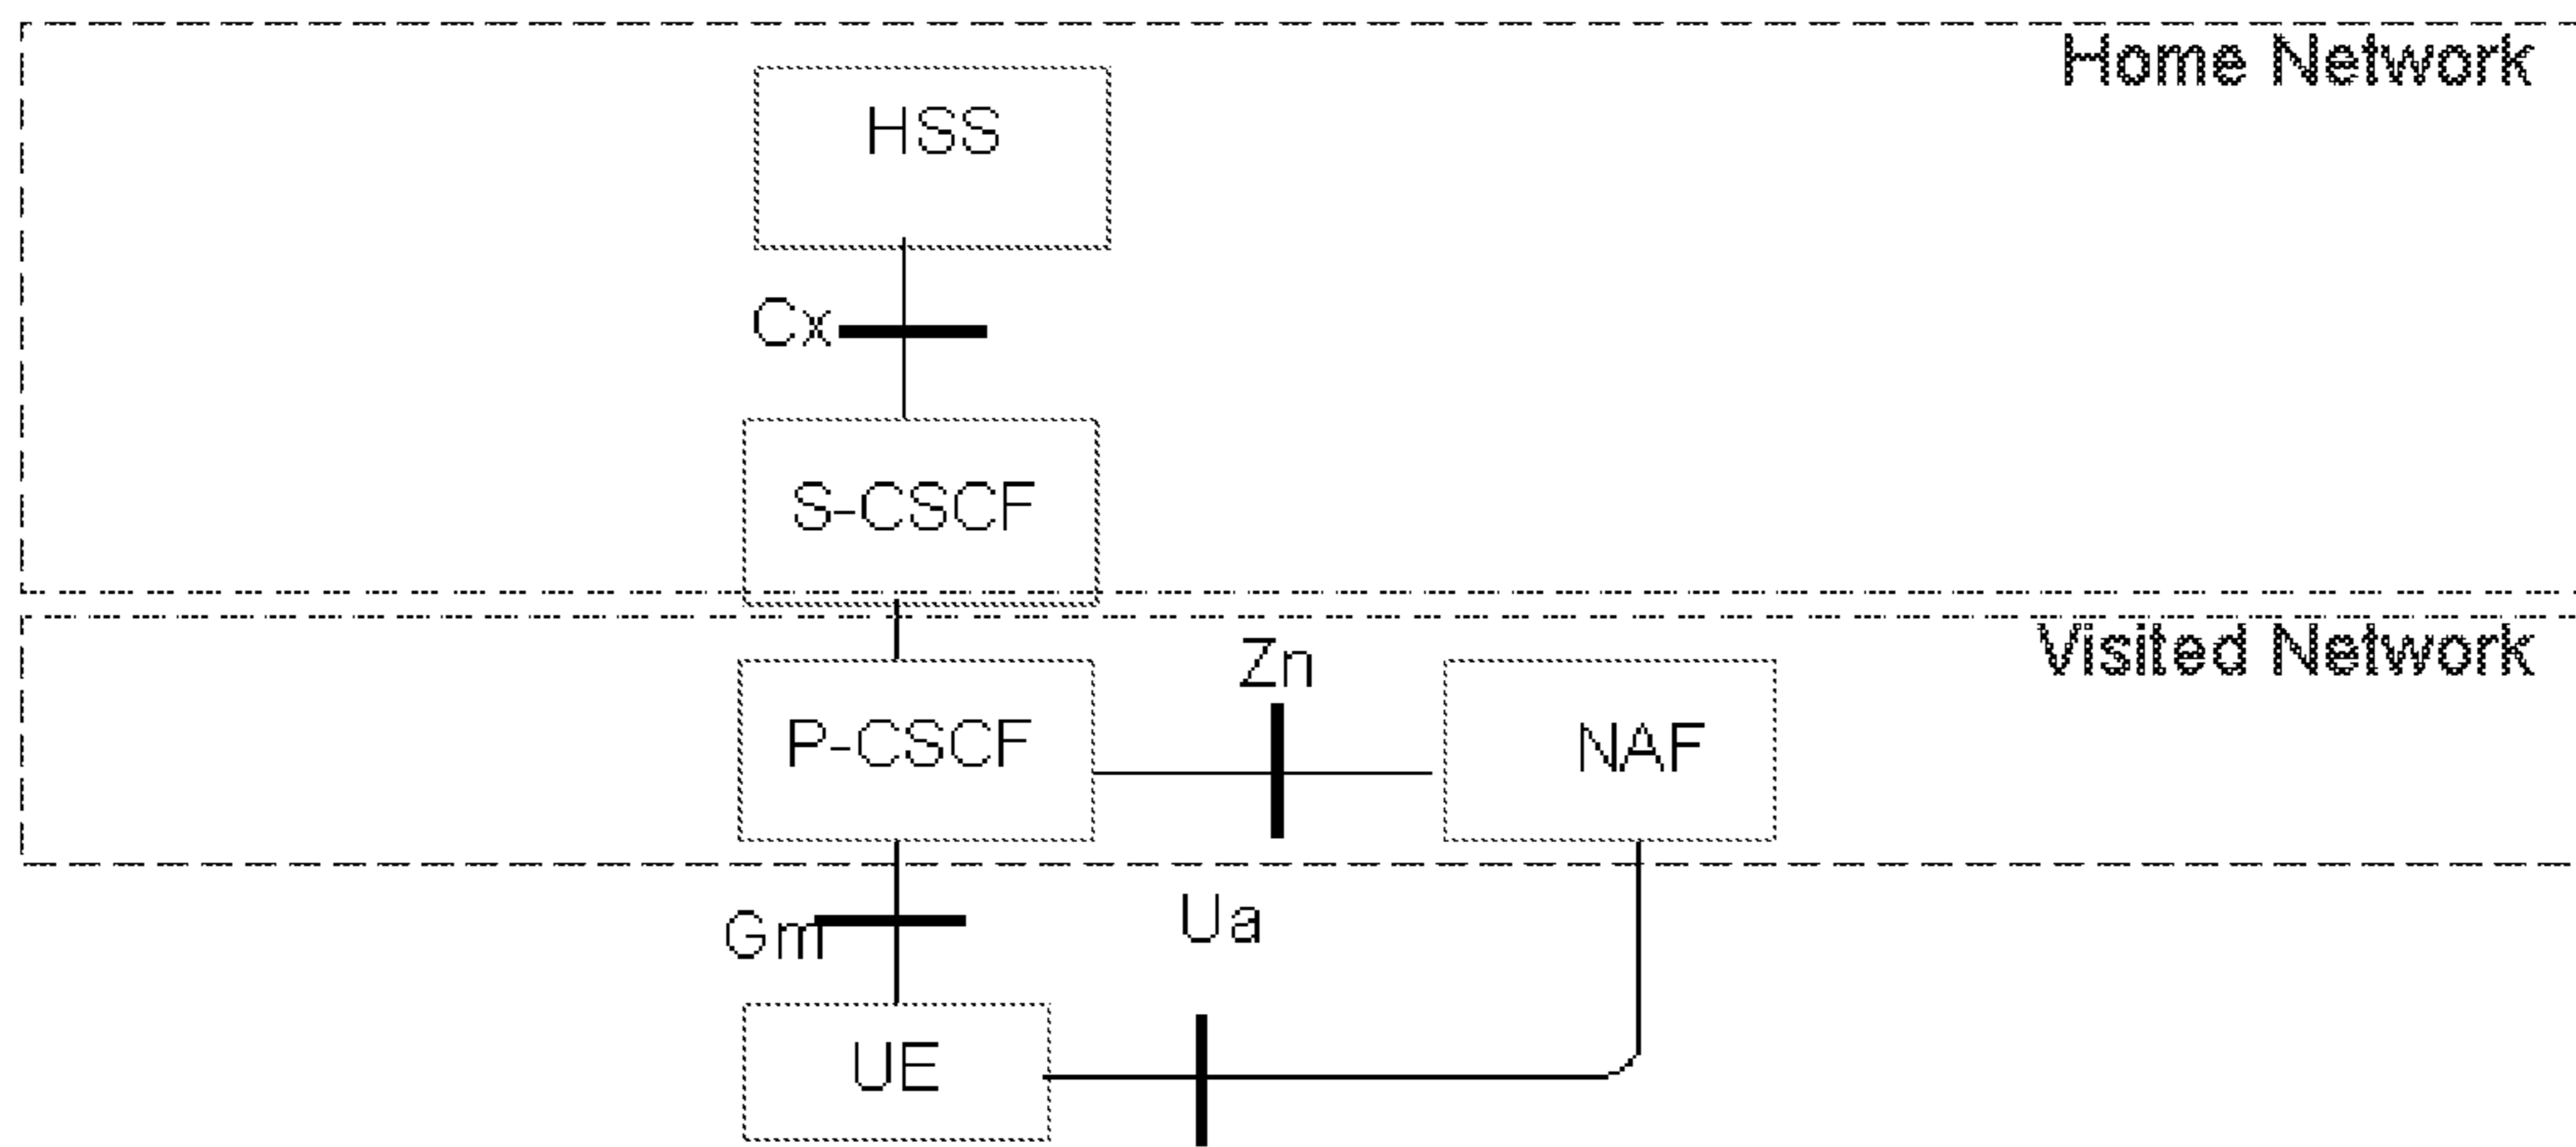 Home Network
HSS
Cx
S-CSCF
Visited Network
Zn
P-CSCF
NAF
Gm
Ua
UE